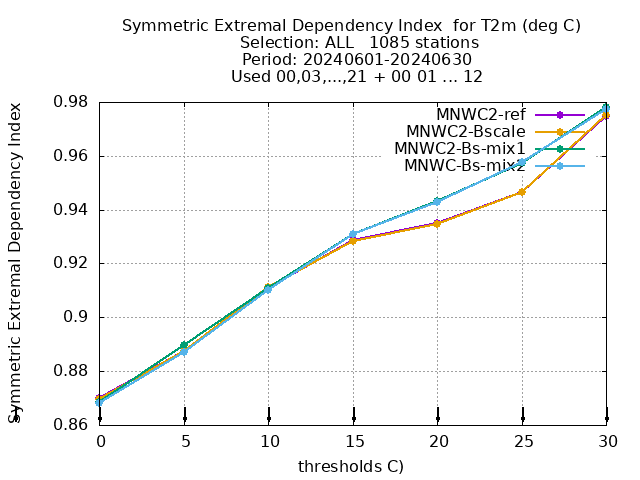 Symmetric Extremal Dependency Index  for T2m (deg C)
Selection: ALL   1085 stations
Period: 20240601-20240630
Used 00,03,...,21 + 00 01 ... 12
Symmetric Extremal Dependency Index
0.98
0.96
0.94
0.92
0.9
0.88
0.86
MNWC2-ref
MNWC2-Bscale
MNWC2-Bs-mix1
MNWC-Bs-mix2
0 5 10 15 20 25 30
thresholds C)